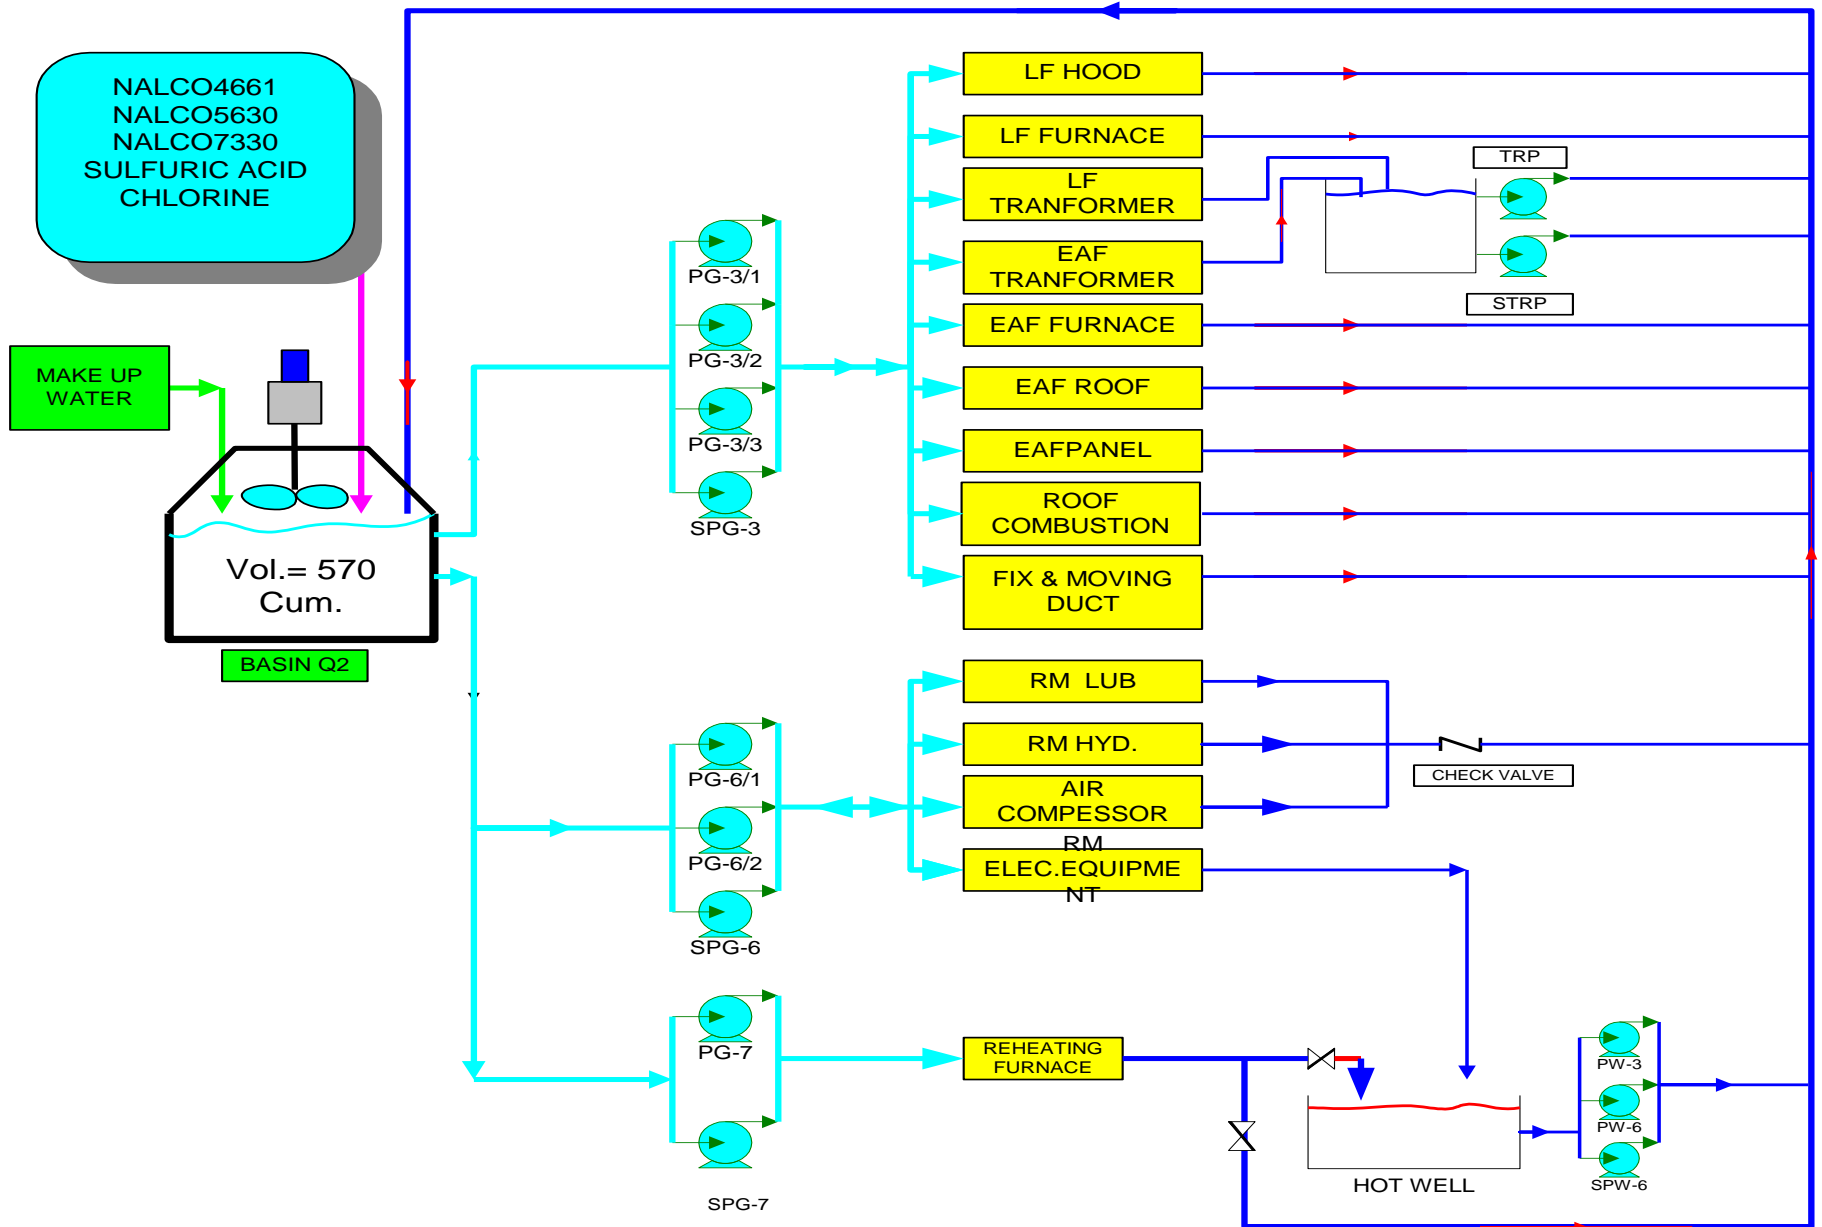 NALCO4661
NALCO5630
NALCO7330
SULFURIC ACID
CHLORINE
MAKE UP
WATER
Vol.= 570
Cum.
BASIN Q2
PG-3/1
PG-3/2
PG-3/3
SPG-3
PG-6/1
PG-6/2
SPG-6
PG-7
SPG-7
LF HOOD
LF FURNACE
LF
TRANFORMER
EAF
TRANFORMER
EAF FURNACE
EAF ROOF
EAFPANEL
ROOF
COMBUSTION
FIX & MOVING
DUCT
RM LUB
RM HYD.
AIR
COMPESSOR
RM
ELEC.EQUIPME
NT
REHEATING
FURNACE
TRP
STRP
CHECK VALVE
HOT WELL
PW-3
PW-6
SPW-6